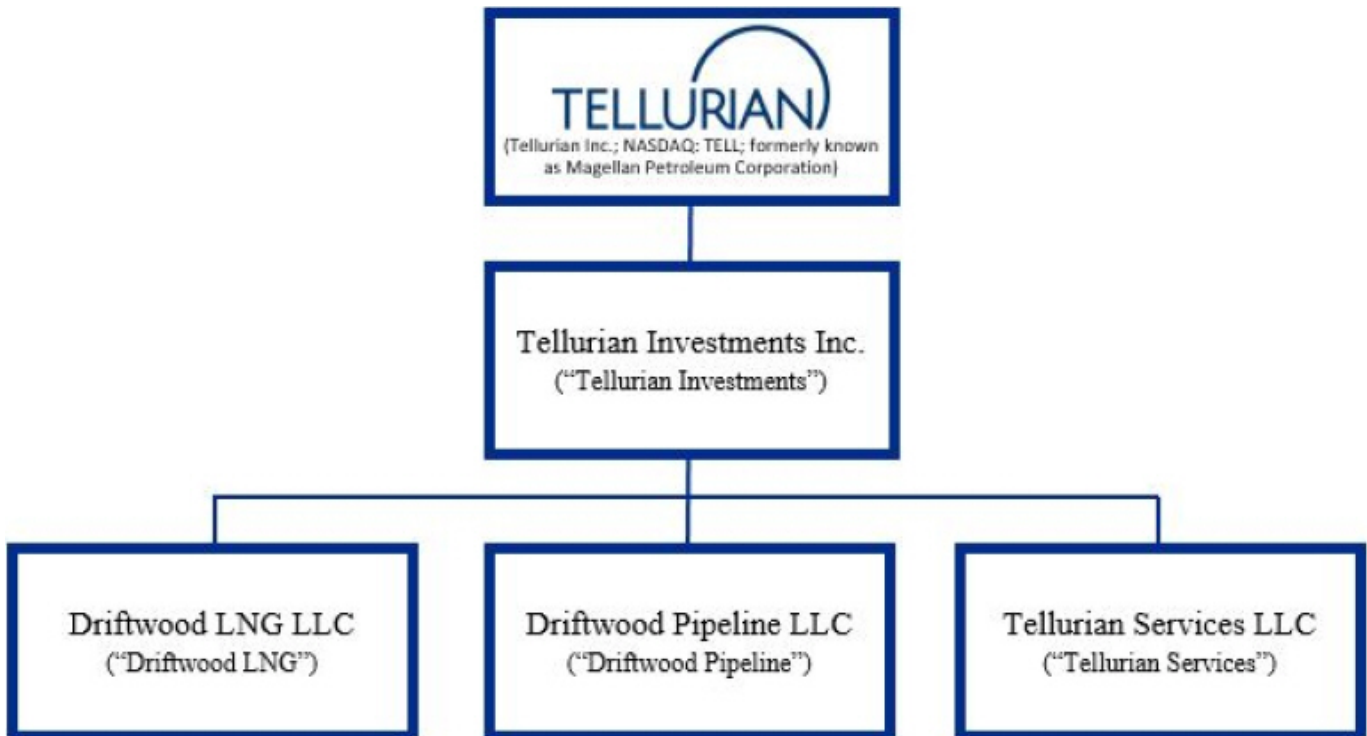 TELLURIAN
(Tellurian Inc.; NASDAQ: TELL; formerly known
as Magellan Petroleum Corporation)
Tellurian Investments Inc.
(“Tellurian Investments”)
Driftwood LNG LLC
(“Driftwood LNG”)
Driftwood Pipeline LLC
(“Driftwood Pipeline”)
Tellurian Services LLC
(“Tellurian Services”)